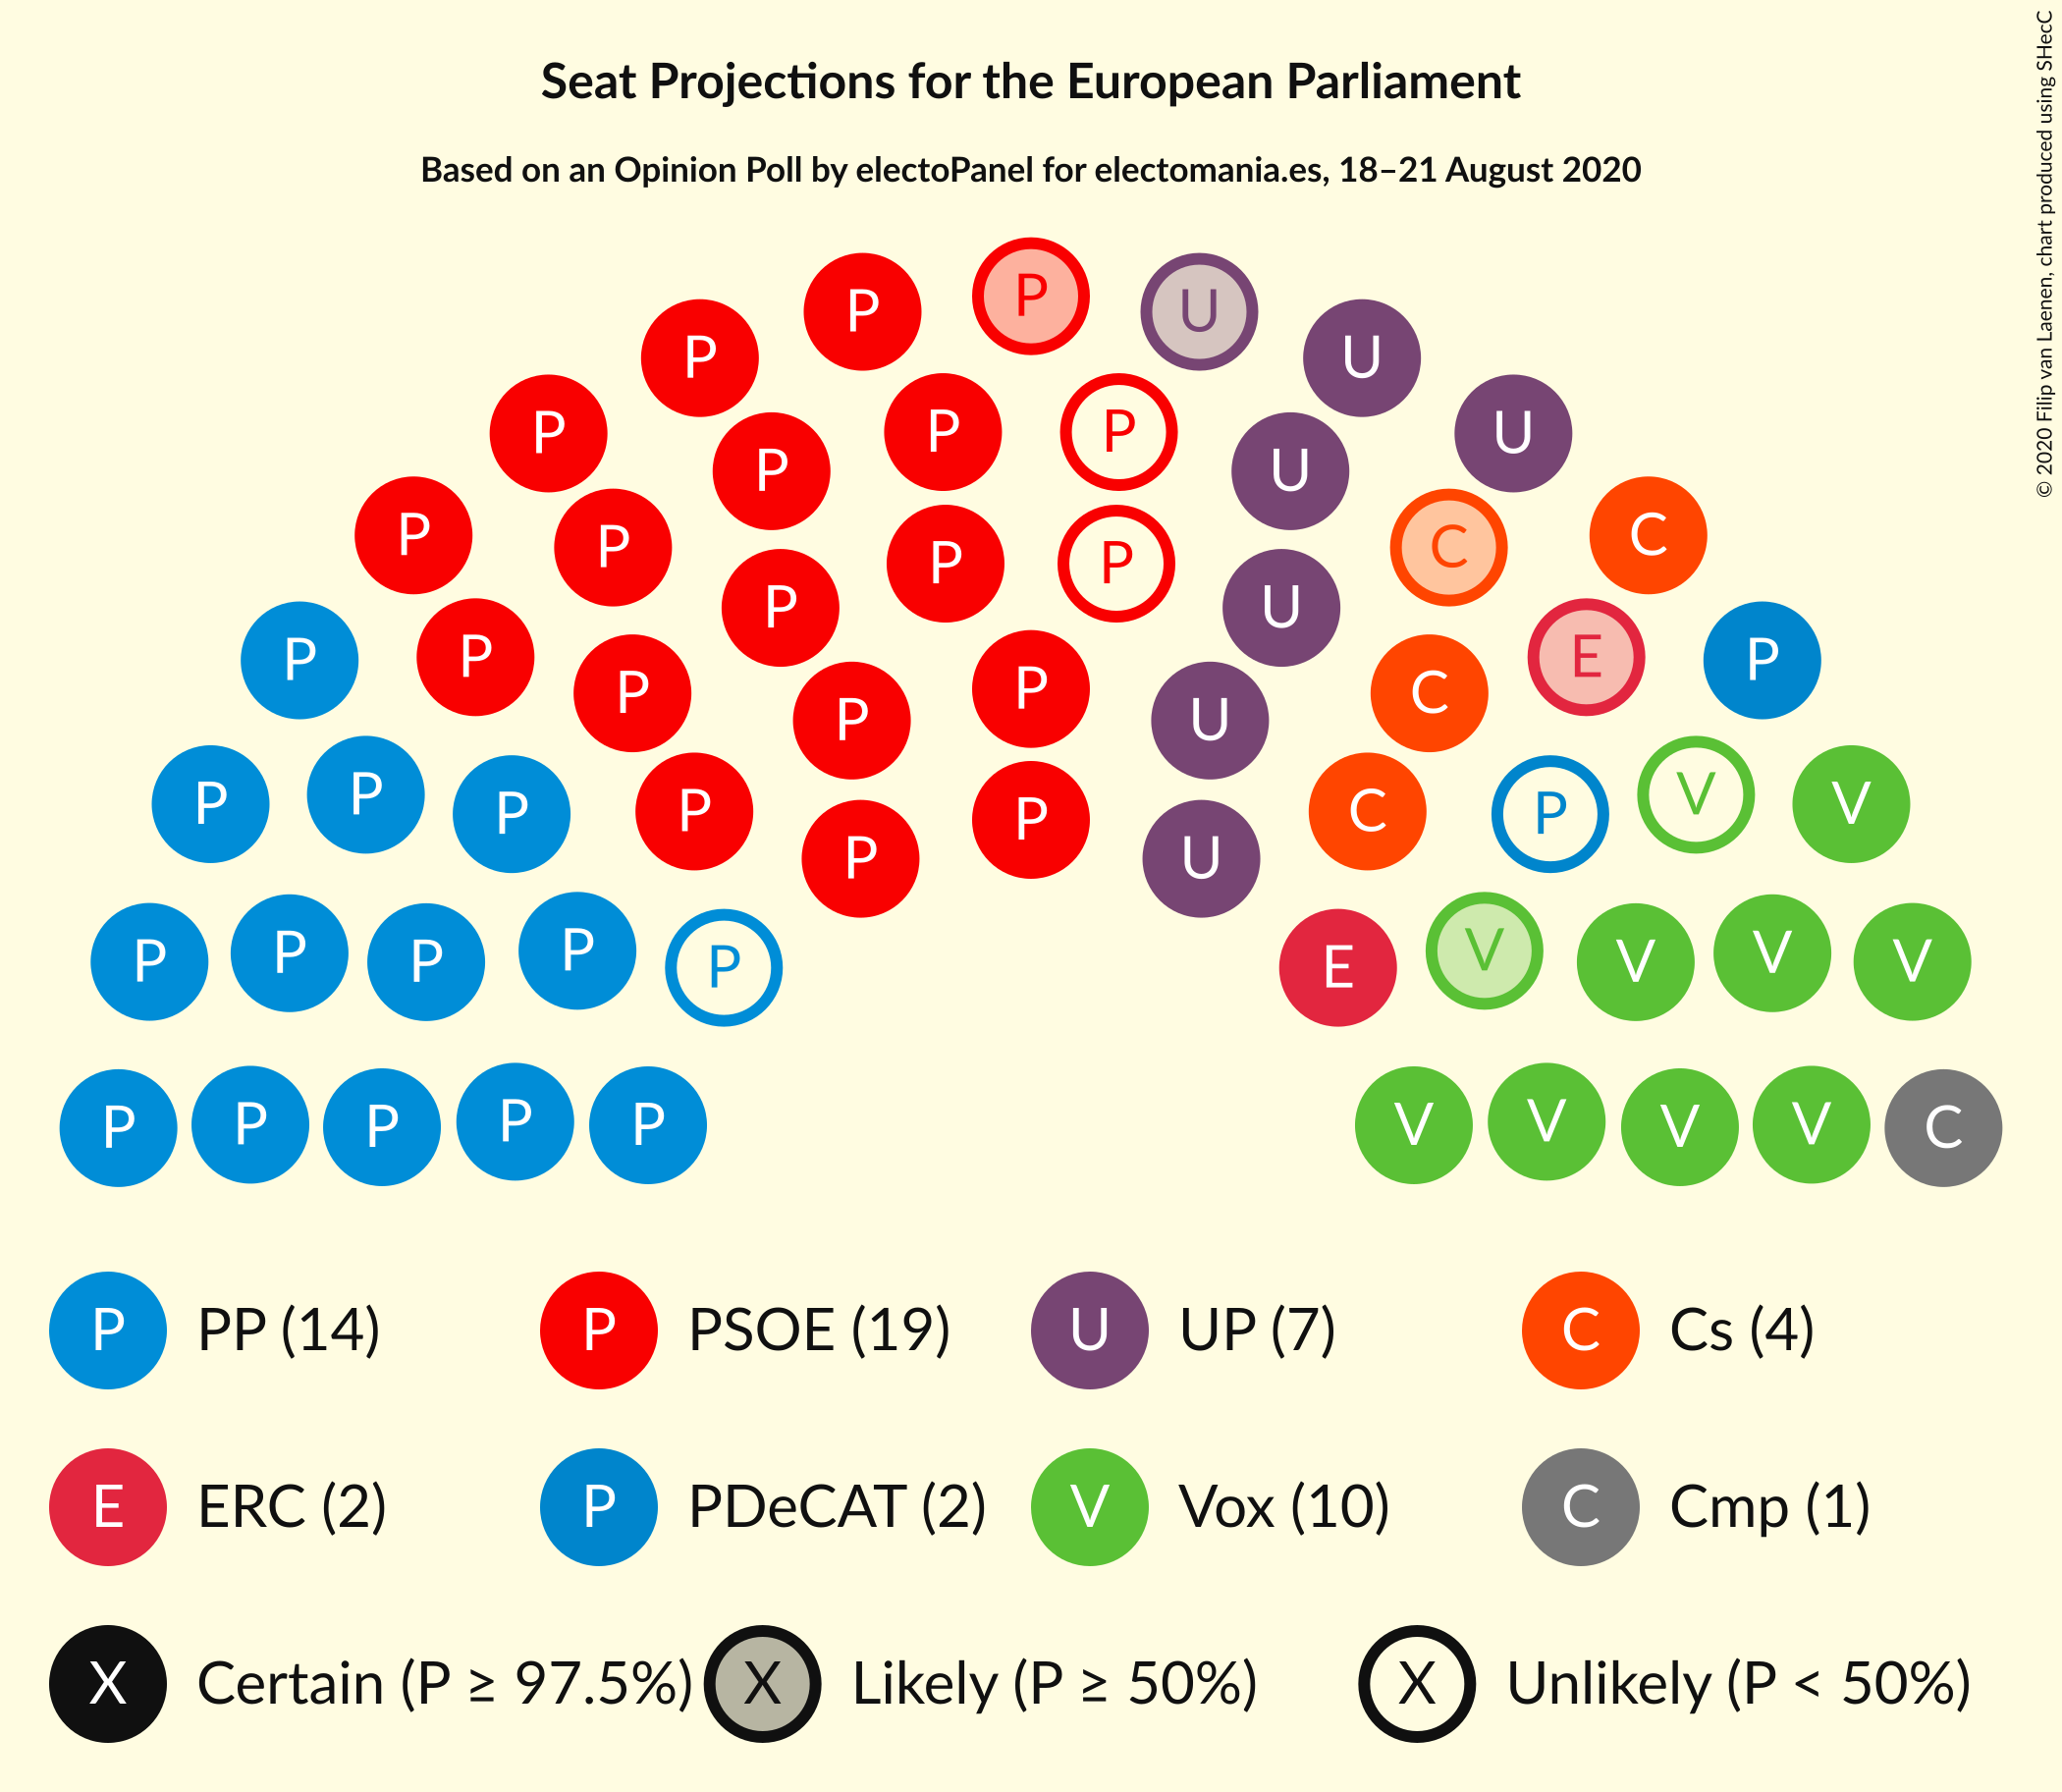 Seat Projections for the European Parliament
Based on an Opinion Poll by electoPanel for electomania.es, 18–21 August 2020
© 2020 Filip van Laenen, chart produced using SHecC
P U
P U
P P U
P P U
P P U
P C
P P C
P U
P P
P E P
P P C
P P U
P P P V V
P P C
P P U
P P P P P E V V V V
P P P P P V V V V C
P PP (14) P PSOE (19) U UP (7) C Cs (4)
E ERC (2) P PDeCAT (2) V Vox (10) C Cmp (1)
X Certain (P ≥ 97.5%) X Likely (P ≥ 50%) X Unlikely (P < 50%)